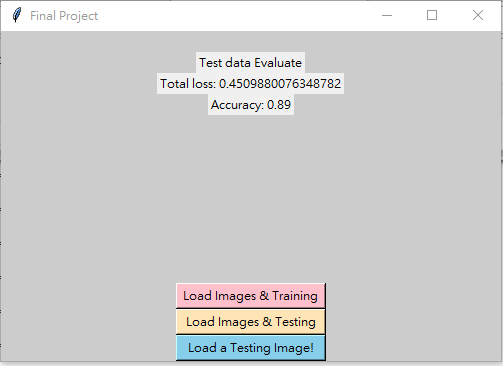 Final Project
Test data Evaluate
Total loss: 0.4509880076348782
Accuracy: 0.89
Load Images & Training
Load Images & Testing
Load a Testing Image!